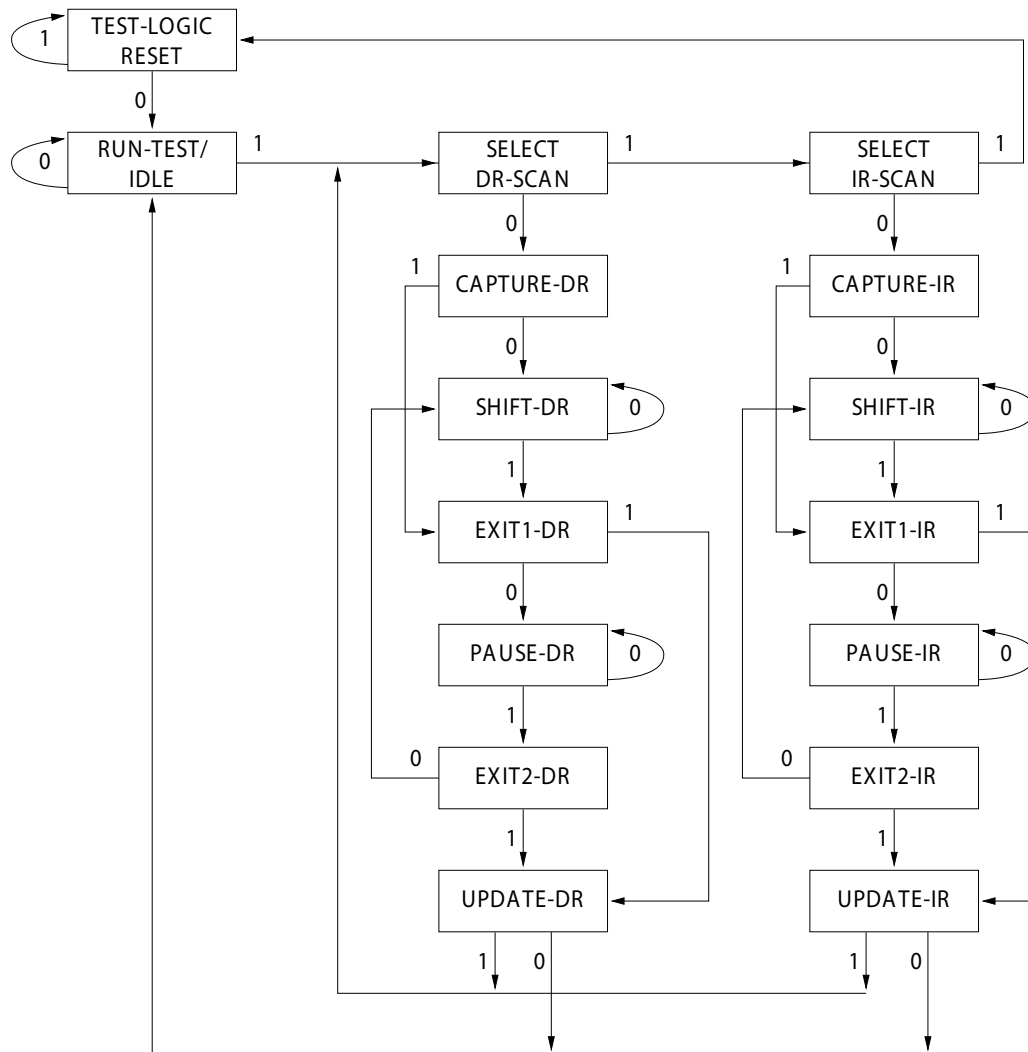 TEST-LOGIC
RESET
1
0
RUN-TEST/
IDLE
0
1
SELECT
DR-SCAN
1
SELECT
IR-SCAN
1
0
0
1
CAPTURE-DR
1
CAPTURE-IR
0
0
SHIFT-DR
0
SHIFT-IR
0
1
1
EXIT1-DR
1
EXIT1-IR
1
0
0
PAUSE-DR
0
PAUSE-IR
0
1
1
0
EXIT2-DR
0
EXIT2-IR
1
1
UPDATE-DR
UPDATE-IR
1
0
1
0